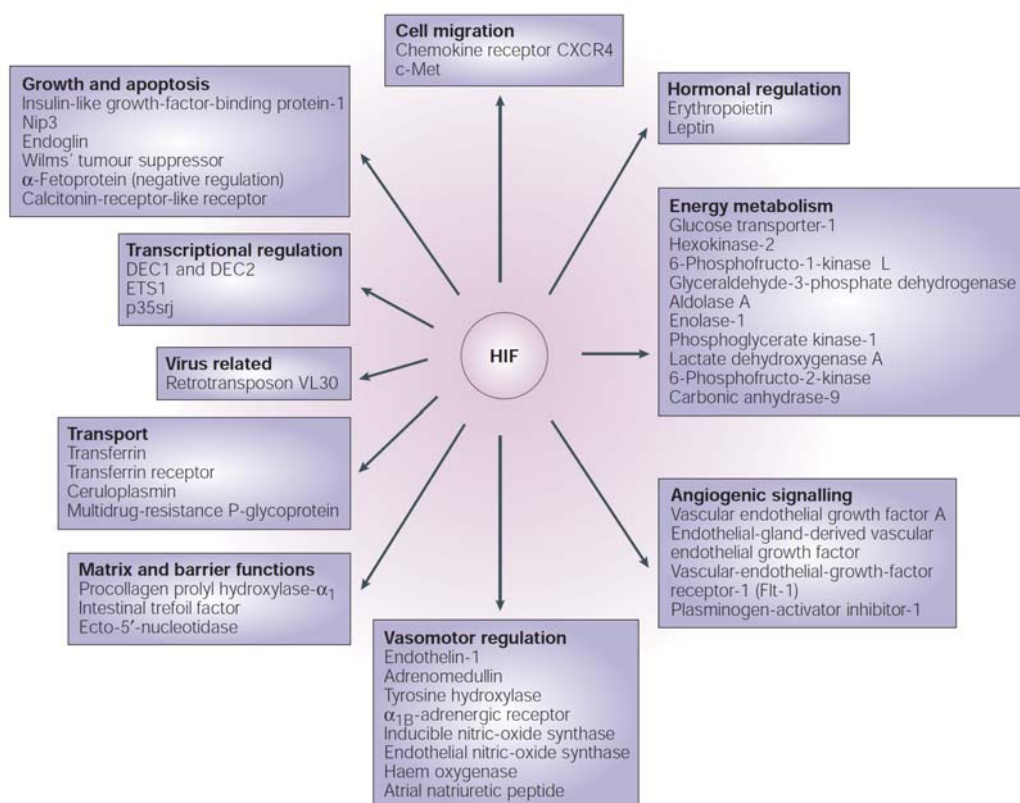 Cell migration
Chemokine receptor CXCR4
c-Met
Growth and apoptosis
Insulin-like growth-factor-binding protein-1
Nip3
Endoglin
Wilms' tumour suppressor
α-Fetoprotein (negative regulation)
Calcitonin-receptor-like receptor
Hormonal regulation
Erythropoietin
Leptin
Transcriptional regulation
DEC1 and DEC2
ETS1
p35srj
Energy metabolism
Glucose transporter-1
Hexokinase-2
6-Phosphofructo-1-kinase L
Glyceraldehyde-3-phosphate dehydrogenase
Aldolase A
Enolase-1
Phosphoglycerate kinase-1
Lactate dehydroxygenase A
6-Phosphofructo-2-kinase
Carbonic anhydrase-9
HIF
Virus related
Retrotransposon VL30
Transport
Transferrin
Transferrin receptor
Ceruloplasmin
Multidrug-resistance P-glycoprotein
Angiogenic signalling
Vascular endothelial growth factor A
Endothelial-gland-derived vascular
endothelial growth factor
Vascular-endothelial-growth-factor
receptor-1 (Flt-1)
Plasminogen-activator inhibitor-1
Matrix and barrier functions
Procollagen prolyl hydroxylase-α1
Intestinal trefoil factor
Ecto-5′-nucleotidase
Vasomotor regulation
Endothelin-1
Adrenomedullin
Tyrosine hydroxylase
α1B-adrenergic receptor
Inducible nitric-oxide synthase
Endothelial nitric-oxide synthase
Haem oxygenase
Atrial natriuretic peptide